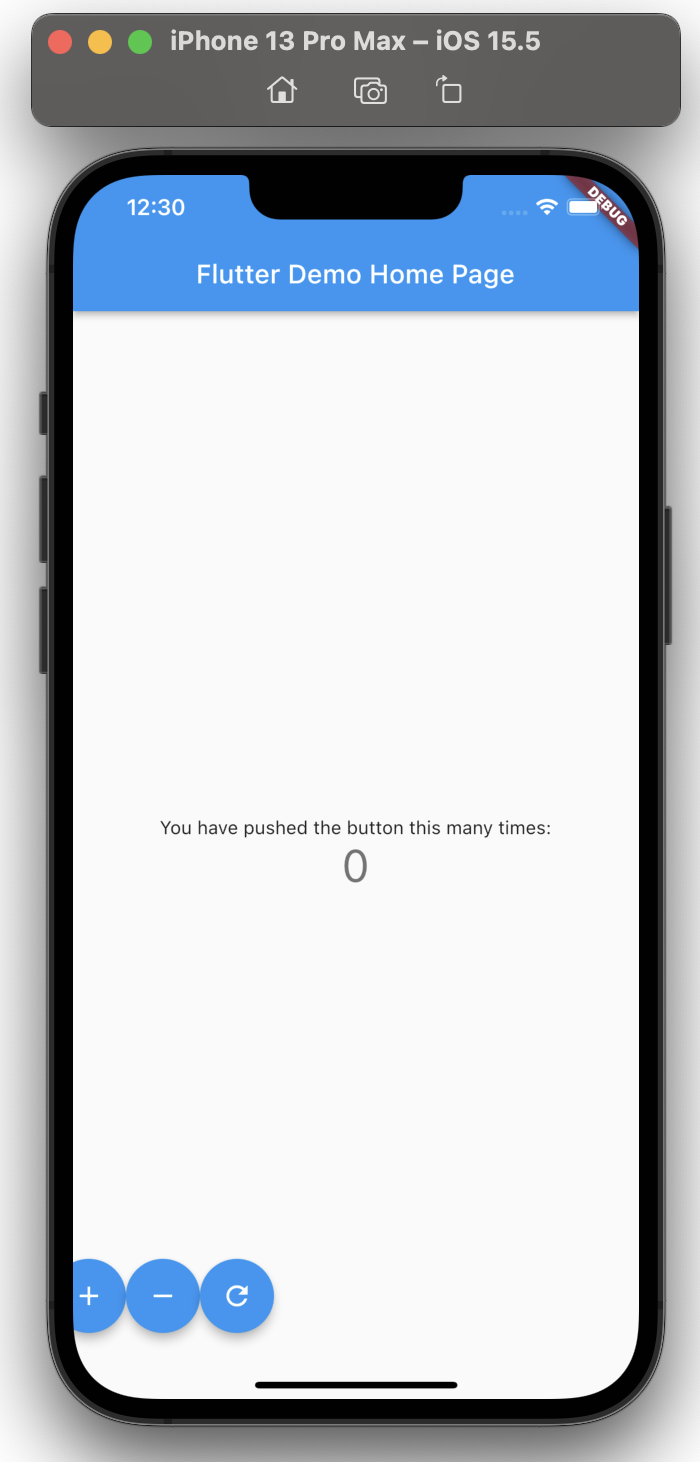 iPhone 13 Pro Max – iOS 15.5
12:30
DEBUG
Flutter Demo Home Page
You have pushed the button this many times:
0